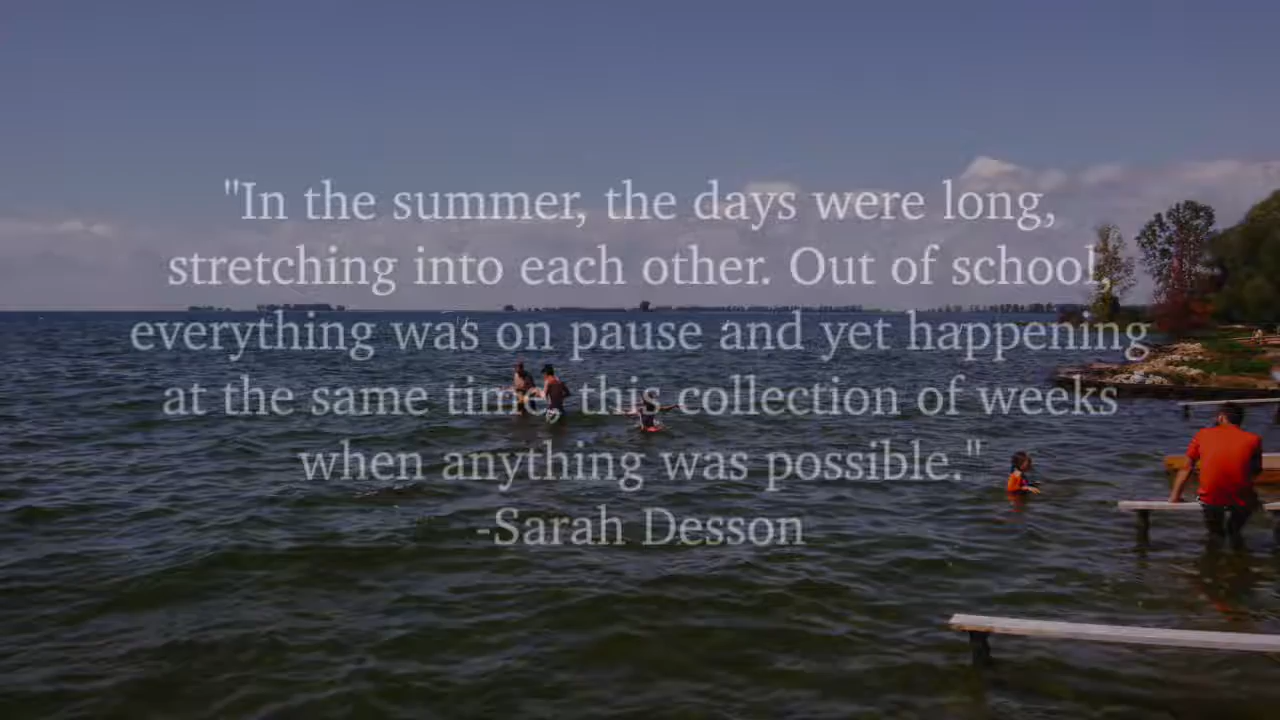 "In the summer, the days were long,
stretching into each other. Out of school,
everything was on pause and yet happening
at the same time, this collection of weeks
when anything was possible."
-Sarah Desson